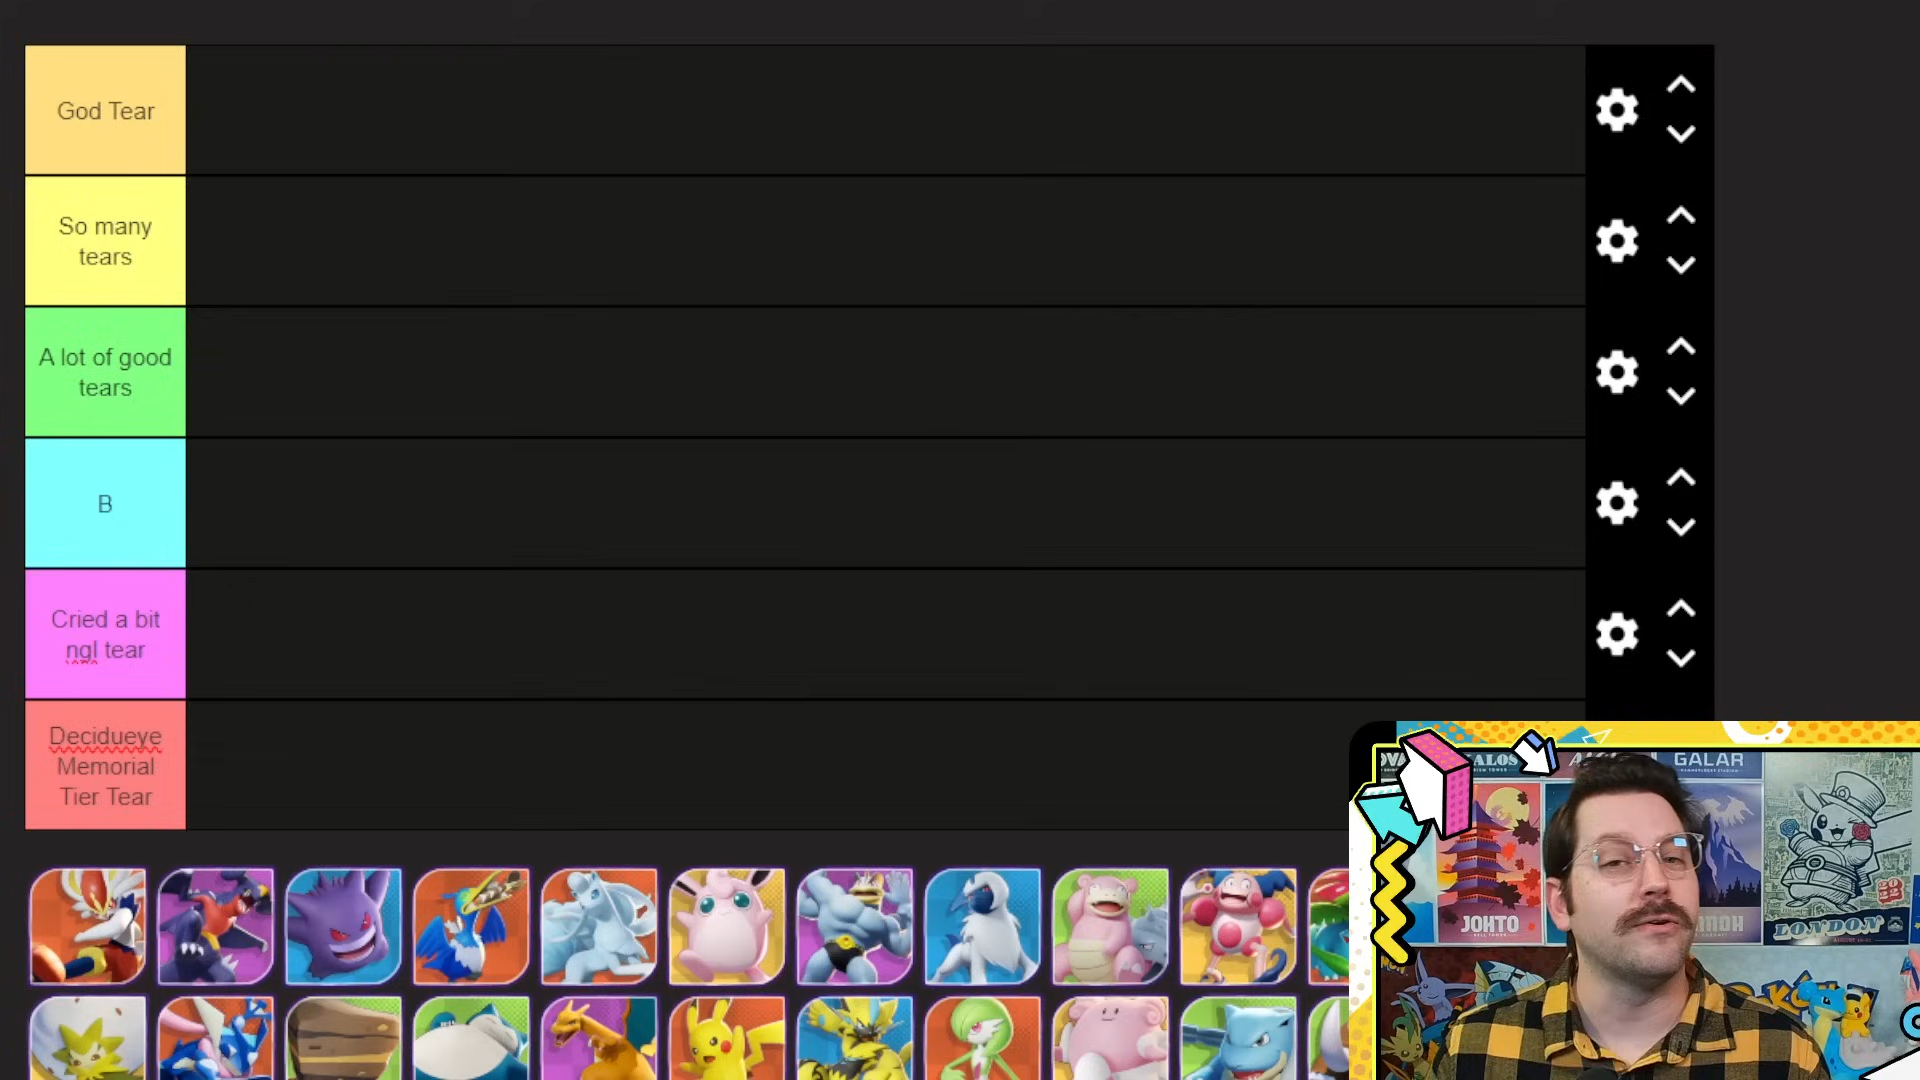 God Tear
So many
tears
A lot of good
tears
B
Cried a bit
ngl tear
Decidueye
Memorial
Tier Tear
GALAR
JOHTO
LONDON